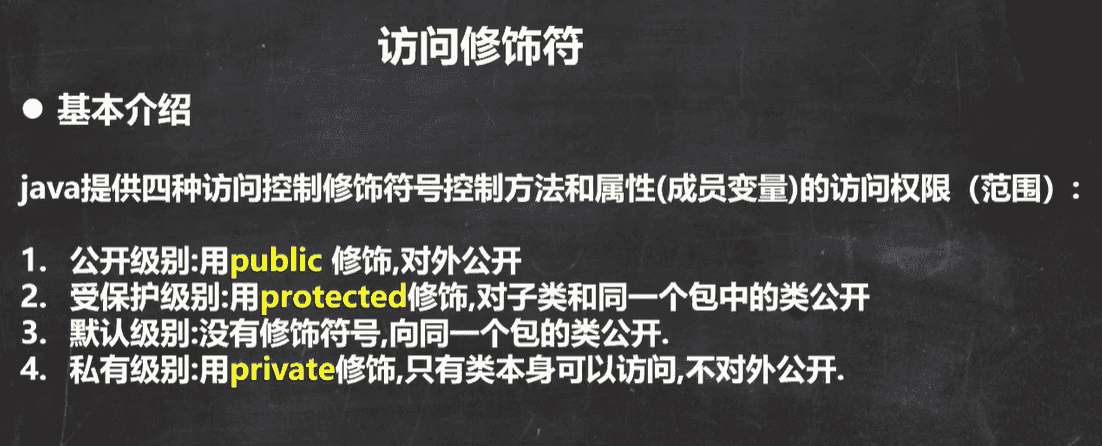 访问修饰符
● 基本介绍
java提供四种访问控制修饰符号控制方法和属性(成员变量)的访问权限（范围）:
1. 公开级别:用public 修饰,对外公开
2. 受保护级别:用protected修饰,对子类和同一个包中的类公开
3. 默认级别:没有修饰符号,向同一个包的类公开.
4. 私有级别:用private修饰,只有类本身可以访问,不对外公开.